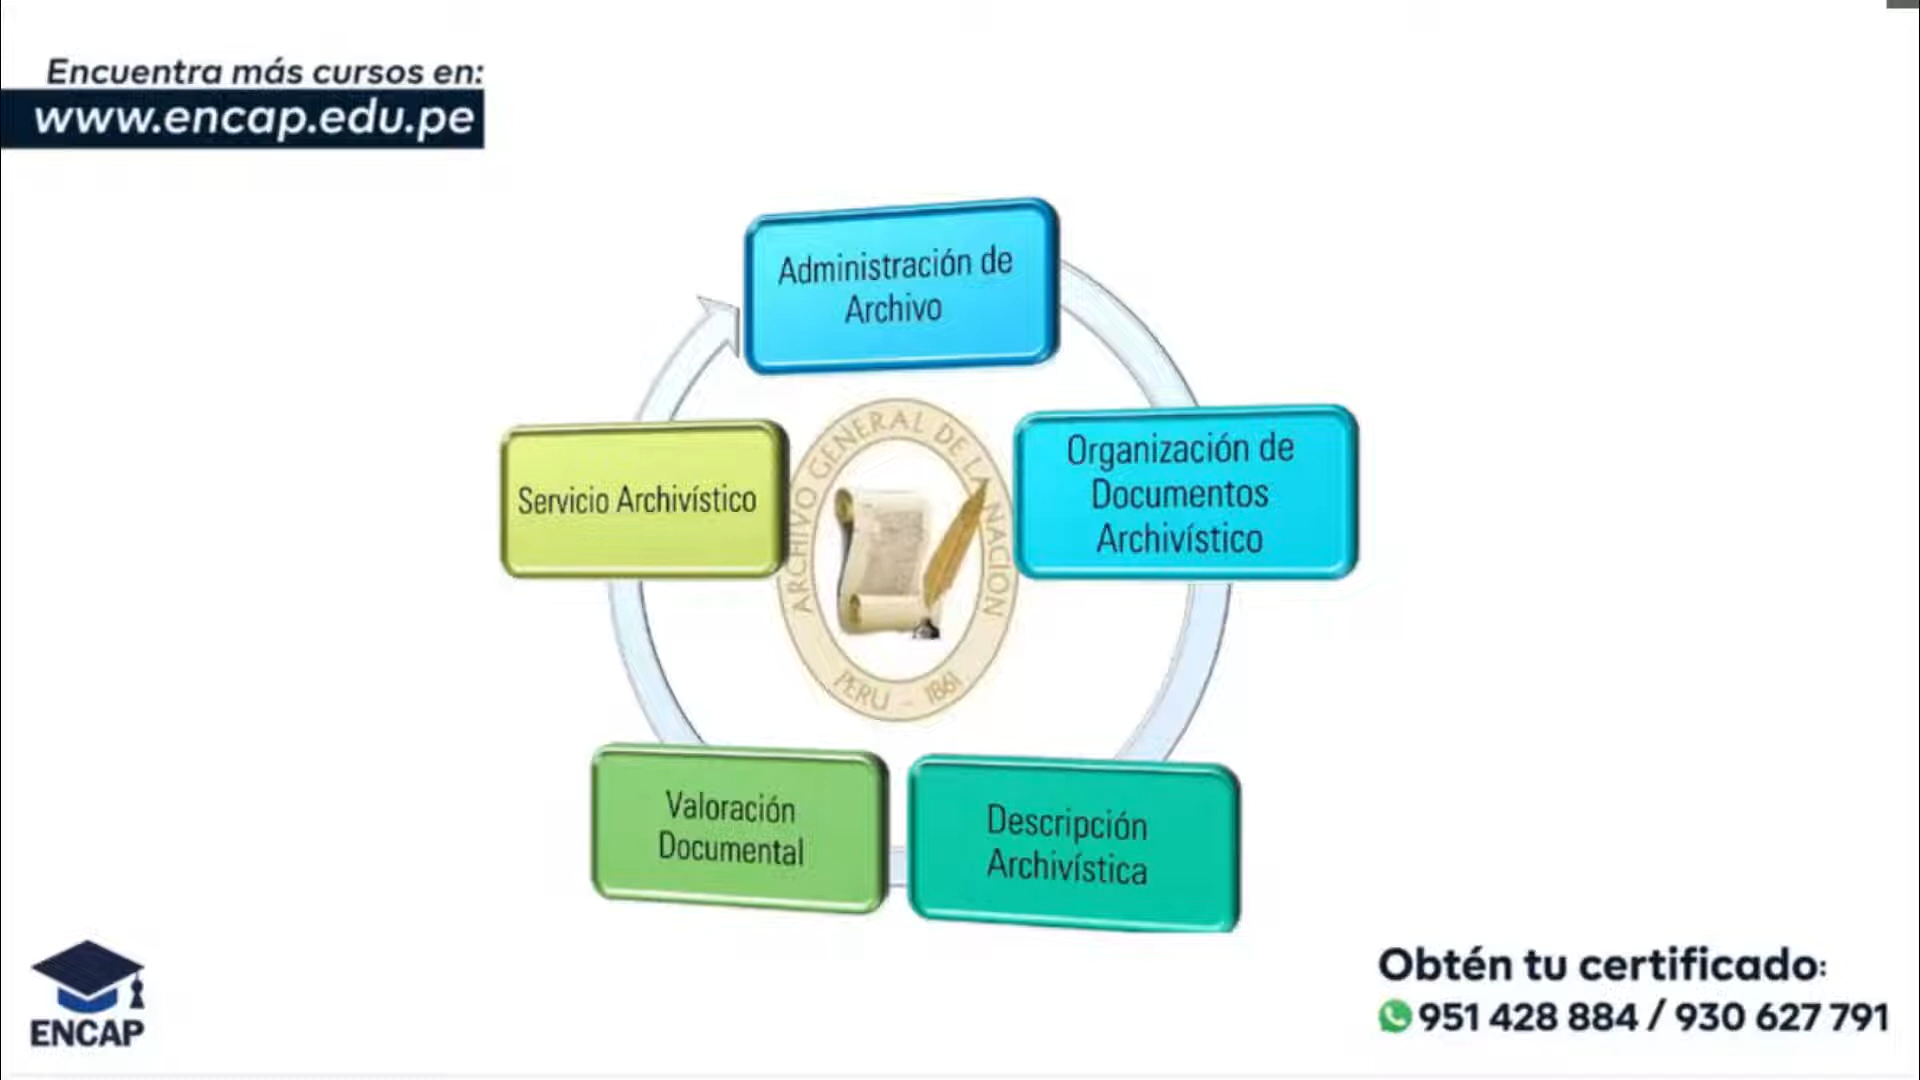 Encuentra más cursos en:
www.encap.edu.pe
Administración de
Archivo
Servicio Archivístico
Organización de
Documentos
Archivístico
ARCHIVO GENERAL DE LA NACION
PERU - 1861
Valoración
Documental
Descripción
Archivística
ENCAP
Obtén tu certificado:
951 428 884 / 930 627 791